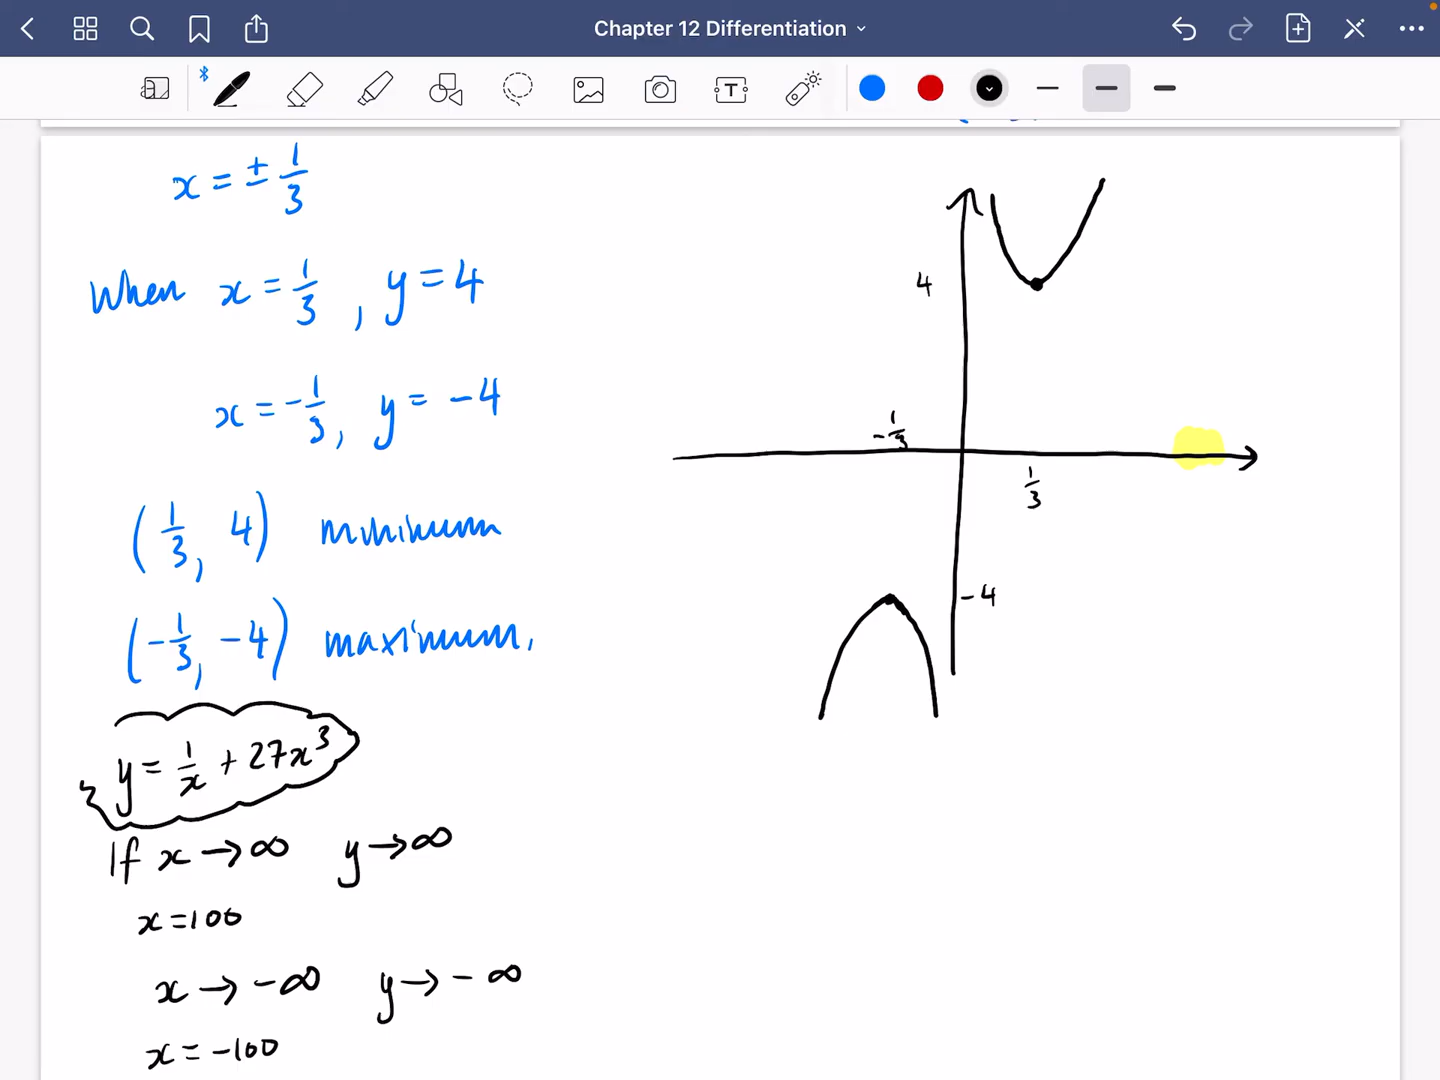 Chapter 12 Differentiation
T
x = ± 1/3
When x = 1/3, y = 4
x = -1/3, y = -4
(1/3, 4) minimum
(-1/3, -4) maximum.
y = 1/x + 27x³
If x → ∞ y → ∞
x = 100
x → -∞ y → -∞
x = -100
4
-1/3
1/3
-4